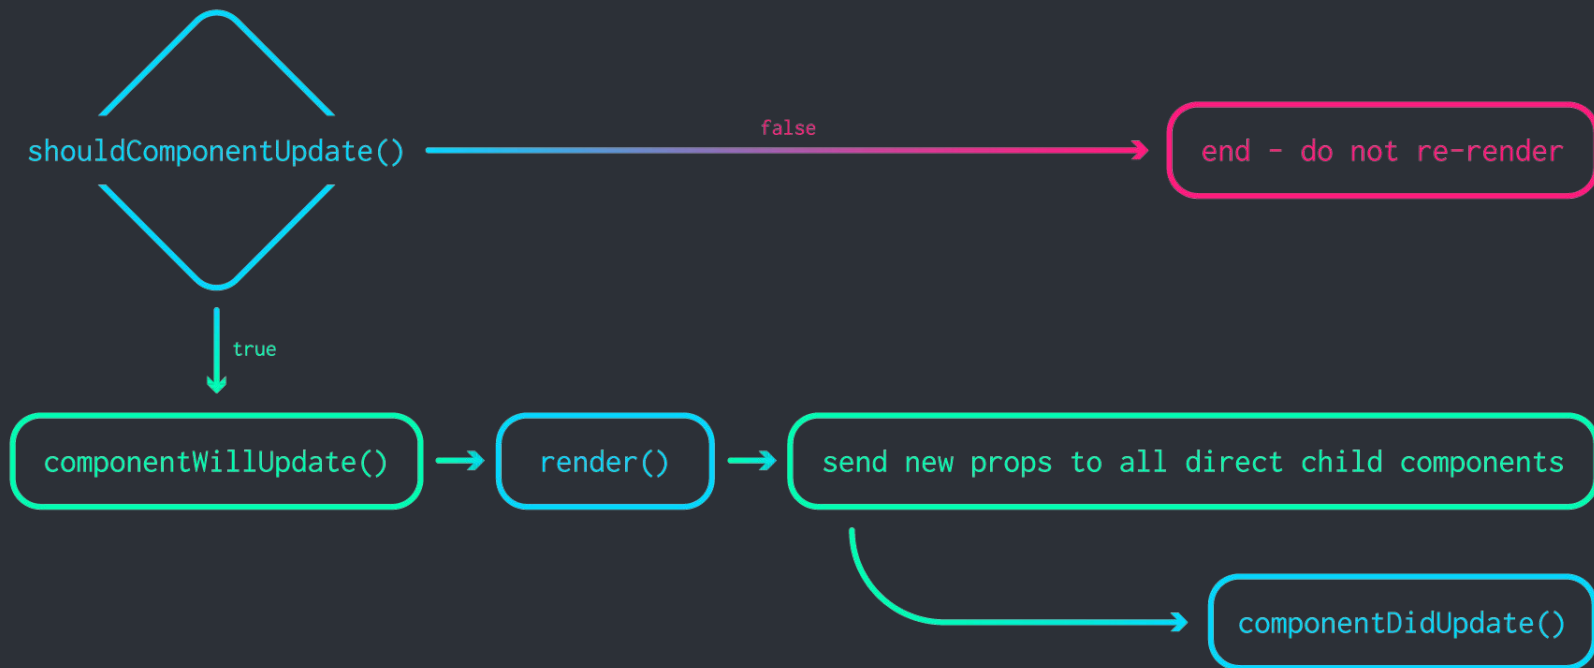 shouldComponentUpdate()
false
end - do not re-render
true
componentWillUpdate()
render()
send new props to all direct child components
componentDidUpdate()